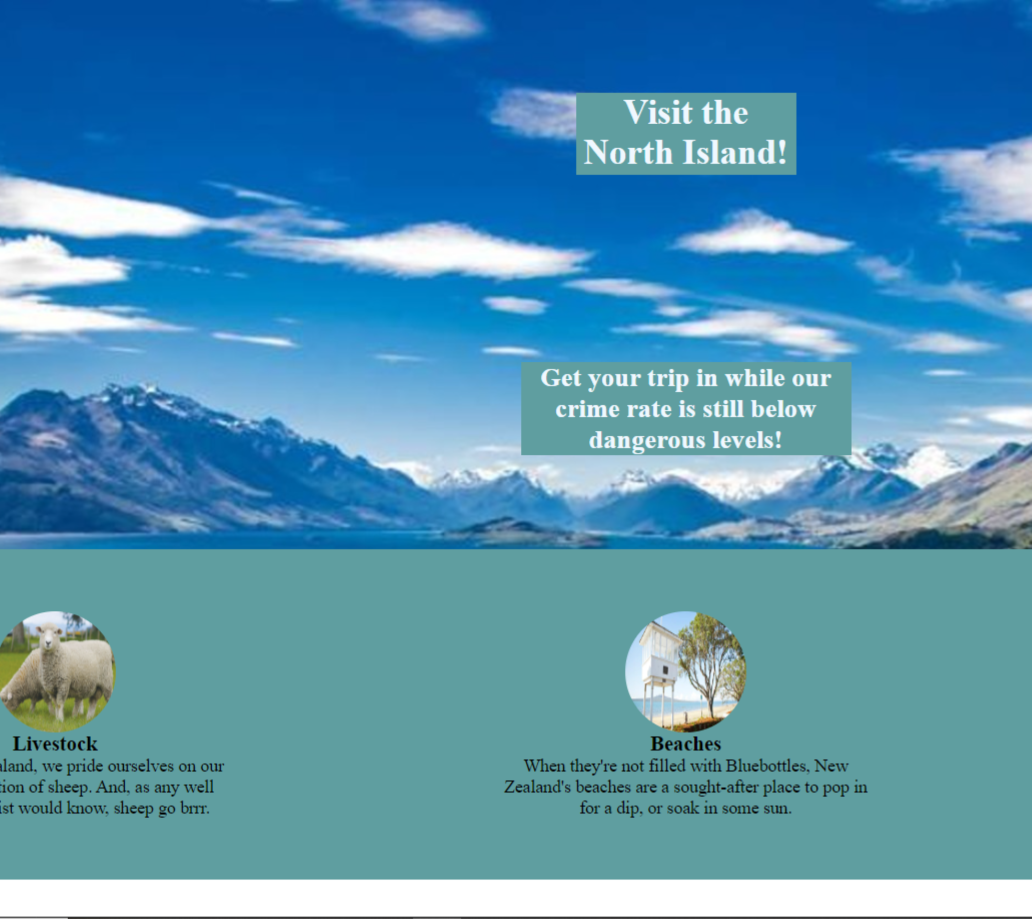 Visit the
North Island!
Get your trip in while our
crime rate is still below
dangerous levels!
Livestock
aland, we pride ourselves on our
tion of sheep. And, as any well
ist would know, sheep go brrr.
Beaches
When they're not filled with Bluebottles, New
Zealand's beaches are a sought-after place to pop in
for a dip, or soak in some sun.